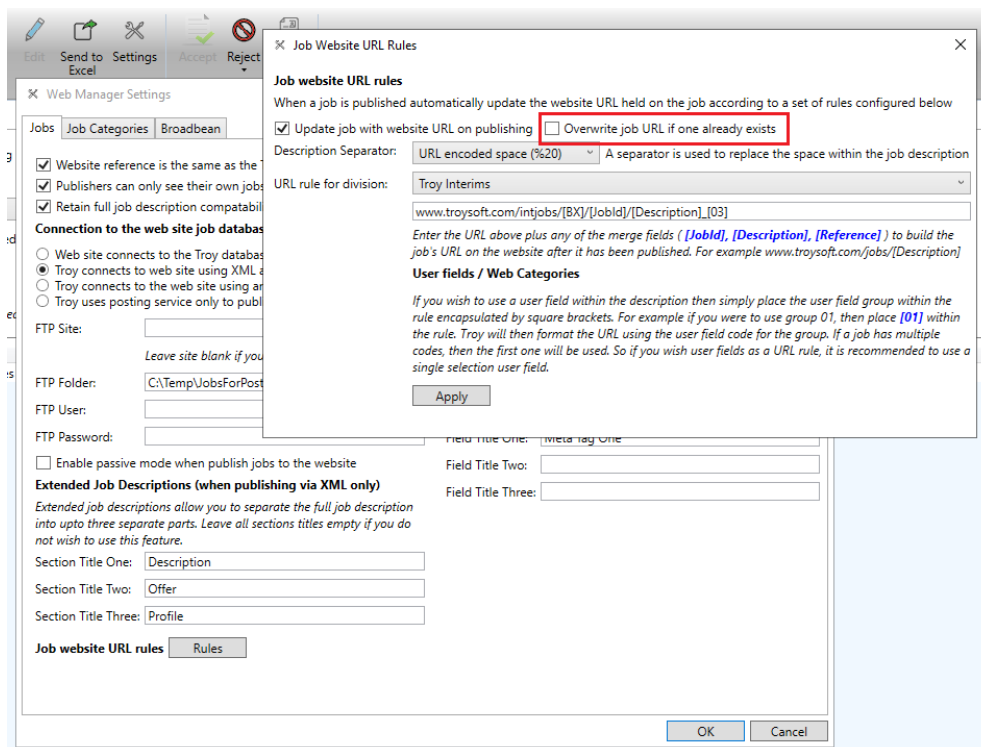 Edit
Send to Excel
Settings
Accept
Reject
Job Website URL Rules
Job website URL rules
When a job is published automatically update the website URL held on the job according to a set of rules configured below
Update job with website URL on publishing
Overwrite job URL if one already exists
Description Separator:
URL encoded space (%20)
A separator is used to replace the space within the job description
URL rule for division:
Troy Interims
www.troysoft.com/intjobs/[BX]/[JobId]/[Description]_[03]
Enter the URL above plus any of the merge fields ( [JobId], [Description], [Reference] ) to build the
job's URL on the website after it has been published. For example www.troysoft.com/jobs/[Description]
User fields / Web Categories
If you wish to use a user field within the description then simply place the user field group within the
rule encapsulated by square brackets. For example if you were to use group 01, then place [01] within
the rule. Troy will then format the URL using the user field code for the group. If a job has multiple
codes, then the first one will be used. So if you wish user fields as a URL rule, it is recommended to use a
single selection user field.
Apply
Web Manager Settings
Jobs
Job Categories
Broadbean
Website reference is the same as the
Publishers can only see their own jobs
Retain full job description compatabili
Connection to the web site job databas
Web site connects to the Troy databas
Troy connects to web site using XML a
Troy connects to the web site using an
Troy uses posting service only to publ
FTP Site:
Leave site blank if you
FTP Folder:
C:\Temp\JobsForPost
FTP User:
FTP Password:
Enable passive mode when publish jobs to the website
Extended Job Descriptions (when publishing via XML only)
Extended job descriptions allow you to separate the full job description
into upto three separate parts. Leave all sections titles empty if you do
not wish to use this feature.
Section Title One: Description
Section Title Two: Offer
Section Title Three: Profile
Job website URL rules
Rules
Field Title One: Meta Tag One
Field Title Two:
Field Title Three:
OK
Cancel